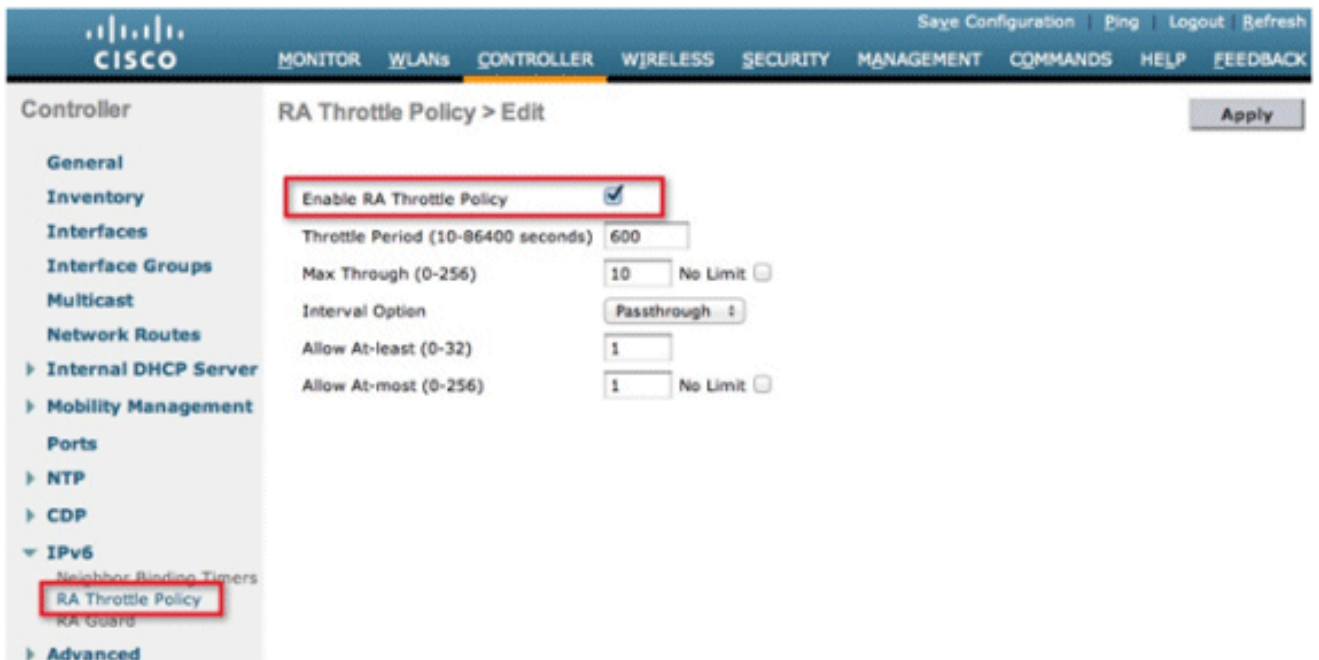 Save Configuration | Ping | Logout | Refresh
CISCO
MONITOR WLANs CONTROLLER WIRELESS SECURITY MANAGEMENT COMMANDS HELP FEEDBACK
Controller
General
Inventory
Interfaces
Interface Groups
Multicast
Network Routes
Internal DHCP Server
Mobility Management
Ports
NTP
CDP
IPv6
Neighbor Binding Timers
RA Throttle Policy
RA Guard
Advanced
RA Throttle Policy > Edit
Apply
Enable RA Throttle Policy
Throttle Period (10-86400 seconds) 600
Max Through (0-256) 10 No Limit
Interval Option Passthrough
Allow At-least (0-32) 1
Allow At-most (0-256) 1 No Limit